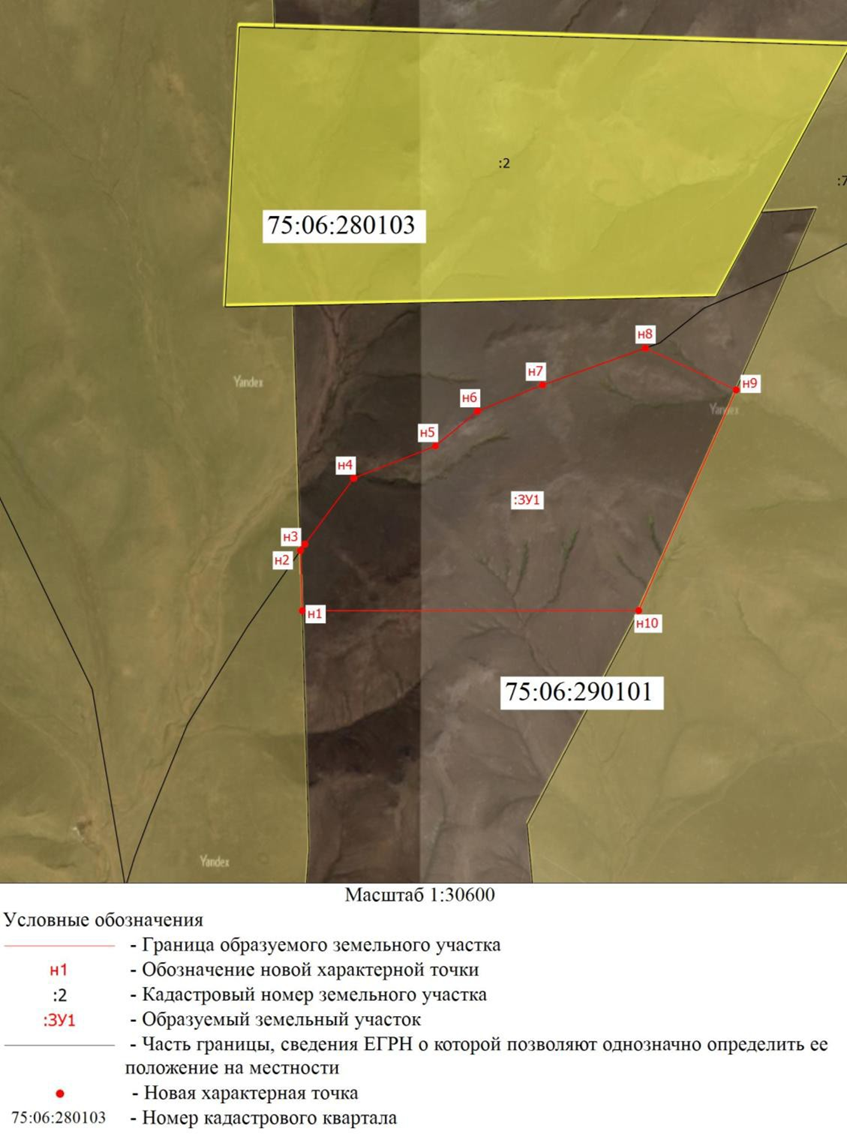 :2
:7
75:06:280103
н8
Yandex
н7
н9
н6
Yandex
н5
н4
:ЗУ1
н3
н2
н1
н10
75:06:290101
Yandex
Масштаб 1:30600
Условные обозначения
- Граница образуемого земельного участка
н1 - Обозначение новой характерной точки
:2 - Кадастровый номер земельного участка
:ЗУ1 - Образуемый земельный участок
- Часть границы, сведения ЕГРН о которой позволяют однозначно определить ее
положение на местности
- Новая характерная точка
75:06:280103 - Номер кадастрового квартала